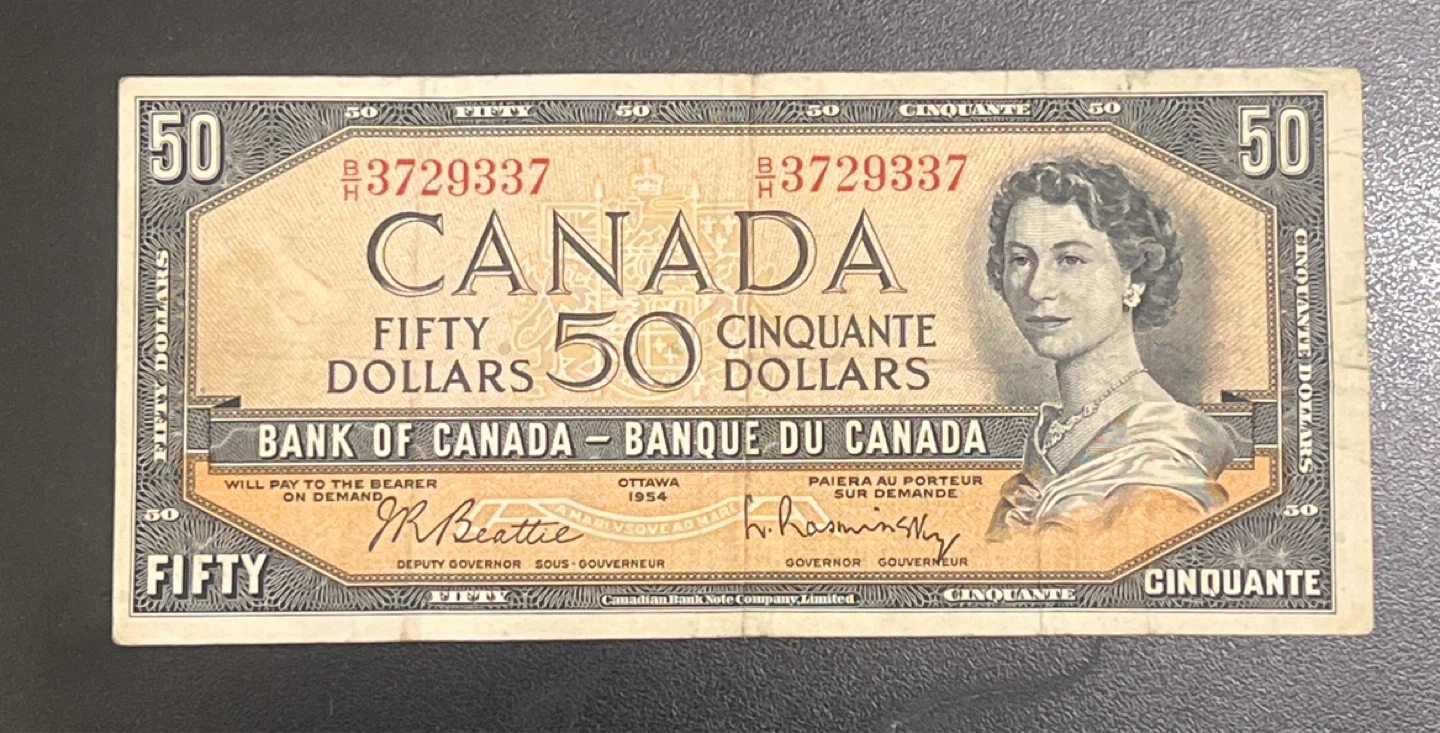 50 FIFTY 50 50 CINQUANTE 50
50 50
B/H 3729337 B/H 3729337
CANADA
FIFTY DOLLARS 50 CINQUANTE DOLLARS
FIFTY DOLLARS
CINQUANTE DOLLARS
BANK OF CANADA – BANQUE DU CANADA
WILL PAY TO THE BEARER
ON DEMAND
OTTAWA
1954
PAIERA AU PORTEUR
SUR DEMANDE
A MARI VSQVE AD MARE
JR Beattie L. Rasminsky
DEPUTY GOVERNOR SOUS-GOUVERNEUR GOVERNOR GOUVERNEUR
50 50
FIFTY CINQUANTE
FIFTY Canadian Bank Note Company, Limited CINQUANTE